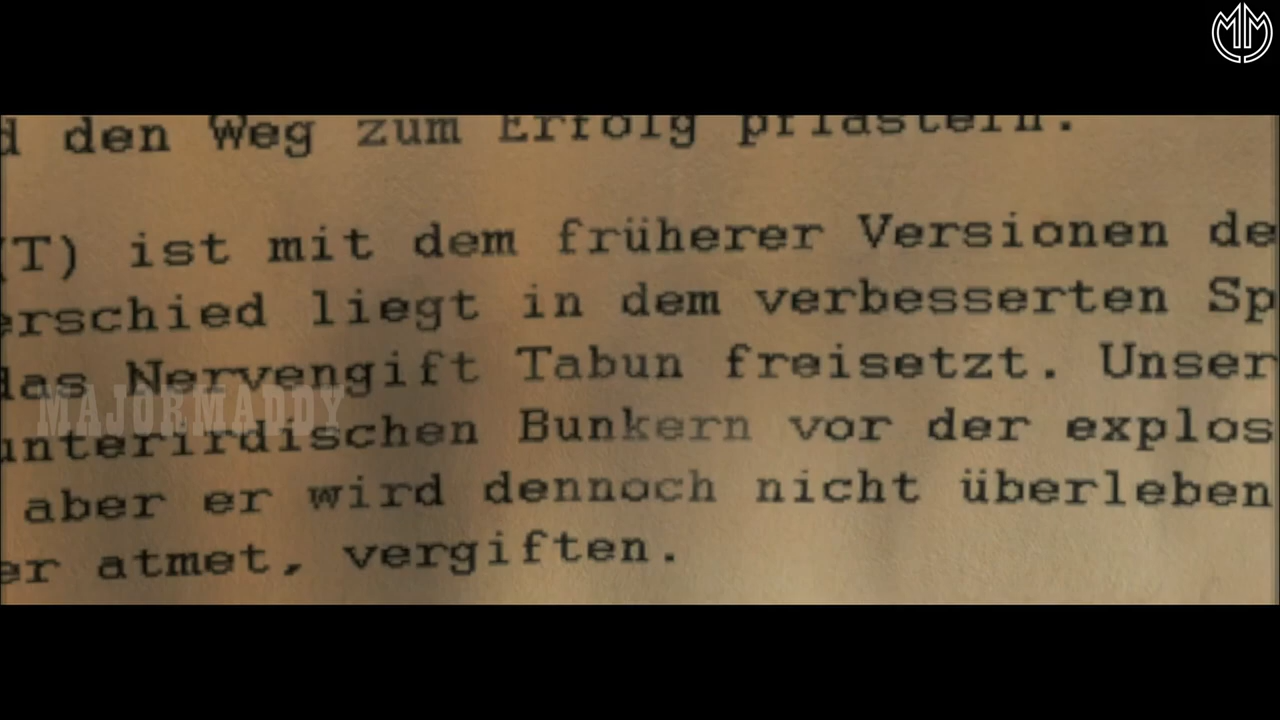 den Weg zum Erfolg pflastern.
(T) ist mit dem früherer Versionen de
erschied liegt in dem verbesserten Sp
das Nervengift Tabun freisetzt. Unser
MAJORMADDY
unterirdischen Bunkern vor der explos
aber er wird dennoch nicht überleben
er atmet, vergiften.